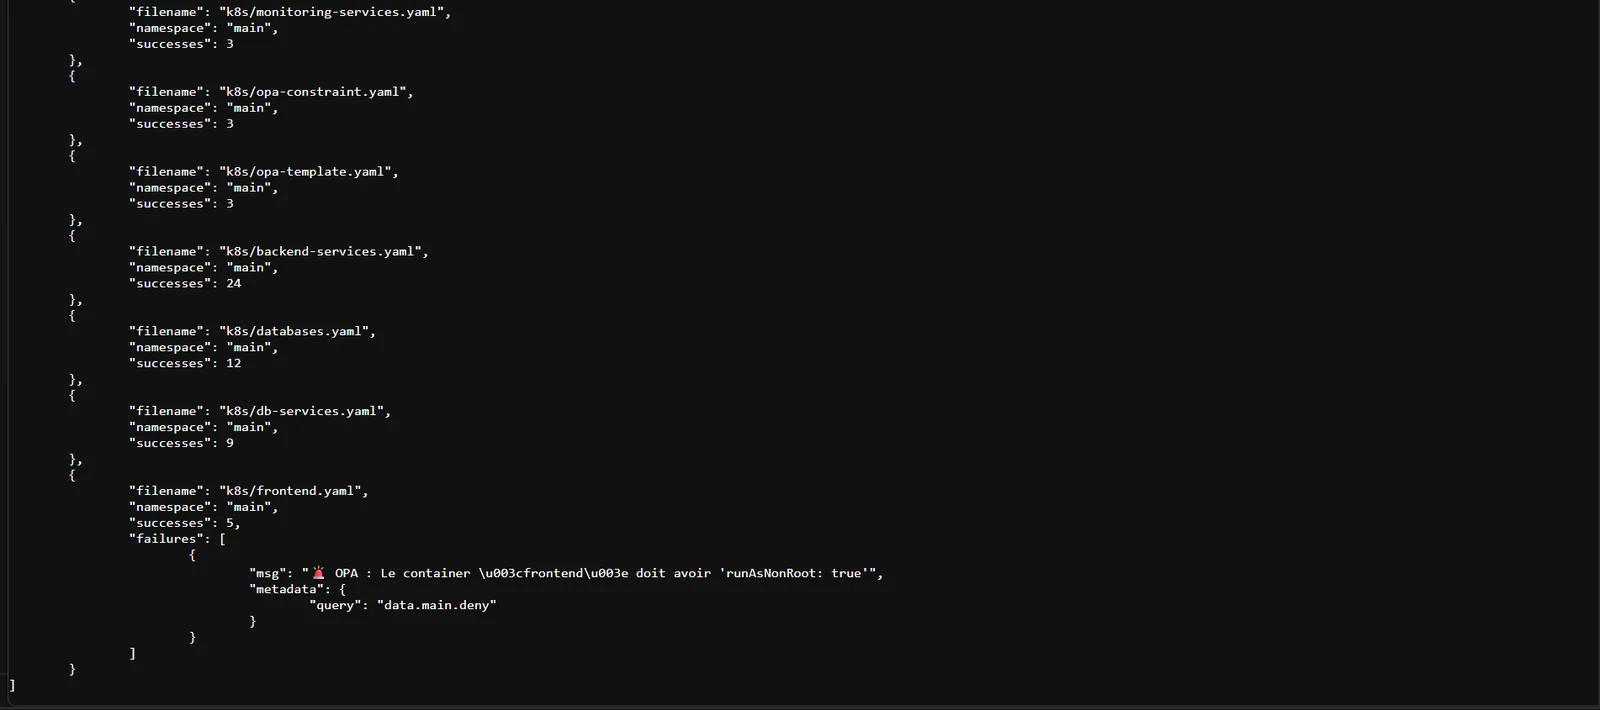 {
"filename": "k8s/monitoring-services.yaml",
"namespace": "main",
"successes": 3
},
{
"filename": "k8s/opa-constraint.yaml",
"namespace": "main",
"successes": 3
},
{
"filename": "k8s/opa-template.yaml",
"namespace": "main",
"successes": 3
},
{
"filename": "k8s/backend-services.yaml",
"namespace": "main",
"successes": 24
},
{
"filename": "k8s/databases.yaml",
"namespace": "main",
"successes": 12
},
{
"filename": "k8s/db-services.yaml",
"namespace": "main",
"successes": 9
},
{
"filename": "k8s/frontend.yaml",
"namespace": "main",
"successes": 5,
"failures": [
{
"msg": "🚨 OPA : Le container \u003cfrontend\u003e doit avoir 'runAsNonRoot: true'",
"metadata": {
"query": "data.main.deny"
}
}
]
}
]